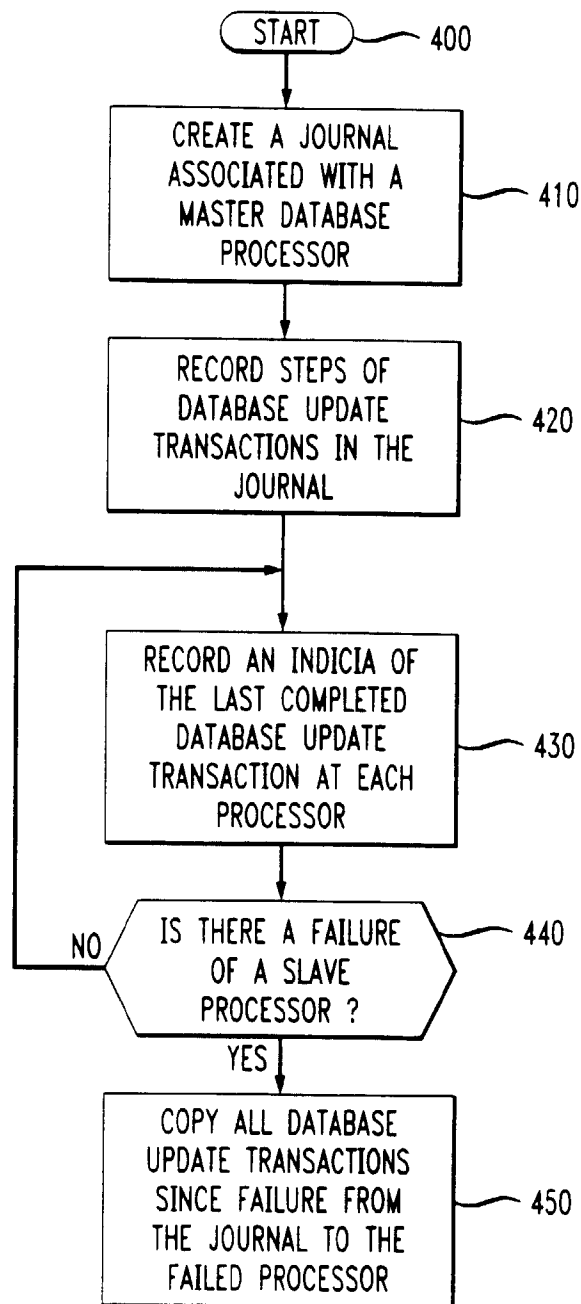 START
400
CREATE A JOURNAL
ASSOCIATED WITH A
MASTER DATABASE
PROCESSOR
410
RECORD STEPS OF
DATABASE UPDATE
TRANSACTIONS IN THE
JOURNAL
420
RECORD AN INDICIA OF
THE LAST COMPLETED
DATABASE UPDATE
TRANSACTION AT EACH
PROCESSOR
430
IS THERE A FAILURE
OF A SLAVE
PROCESSOR ?
440
NO
YES
COPY ALL DATABASE
UPDATE TRANSACTIONS
SINCE FAILURE FROM
THE JOURNAL TO THE
FAILED PROCESSOR
450